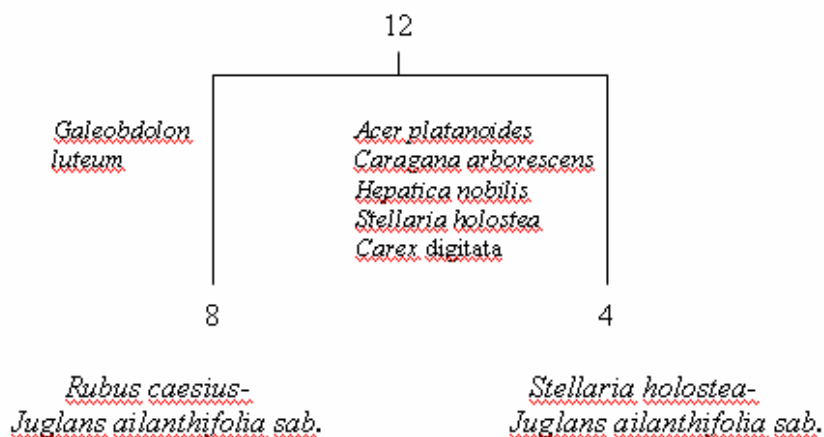 12
Galeobdolon
luteum
Acer platanoides
Caragana arborescens
Hepatica nobilis
Stellaria holostea
Carex digitata
8
4
Rubus caesius-
Juglans ailanthifolia sab.
Stellaria holostea-
Juglans ailanthifolia sab.